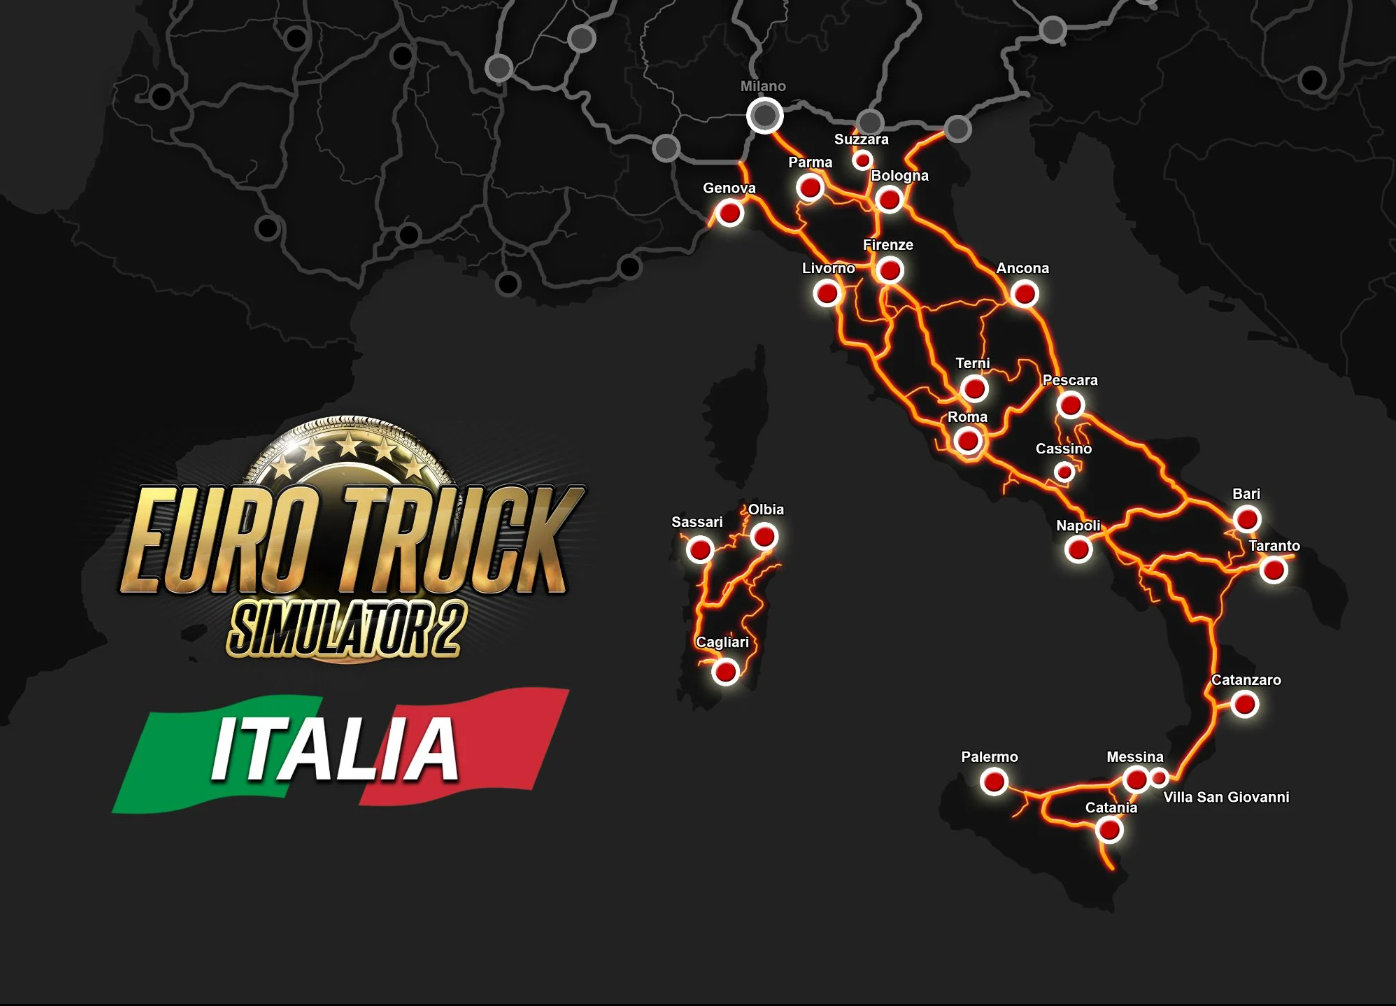 Milano
Suzzara
Parma
Bologna
Genova
Firenze
Livorno
Ancona
Terni
Pescara
Roma
Cassino
Bari
Napoli
Taranto
Sassari
Olbia
Cagliari
Catanzaro
Palermo
Messina
Villa San Giovanni
Catania
EURO TRUCK
SIMULATOR 2
ITALIA